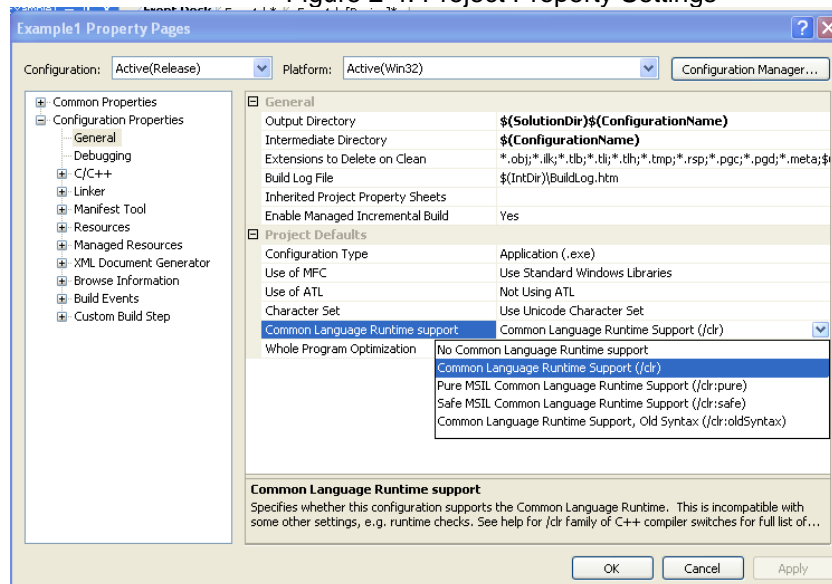 Figure 2-4. Project Property Settings
Example1 Property Pages
Configuration: Active(Release) Platform: Active(Win32) Configuration Manager...
Common Properties
Configuration Properties
General
Debugging
C/C++
Linker
Manifest Tool
Resources
Managed Resources
XML Document Generator
Browse Information
Build Events
Custom Build Step
General
Output Directory $(SolutionDir)$(ConfigurationName)
Intermediate Directory $(ConfigurationName)
Extensions to Delete on Clean *.obj;*.ilk;*.tlb;*.tli;*.tlh;*.tmp;*.rsp;*.pgc;*.pgd;*.meta;$(
Build Log File $(IntDir)\BuildLog.htm
Inherited Project Property Sheets
Enable Managed Incremental Build Yes
Project Defaults
Configuration Type Application (.exe)
Use of MFC Use Standard Windows Libraries
Use of ATL Not Using ATL
Character Set Use Unicode Character Set
Common Language Runtime support Common Language Runtime Support (/clr)
Whole Program Optimization
No Common Language Runtime support
Common Language Runtime Support (/clr)
Pure MSIL Common Language Runtime Support (/clr:pure)
Safe MSIL Common Language Runtime Support (/clr:safe)
Common Language Runtime Support, Old Syntax (/clr:oldSyntax)
Common Language Runtime support
Specifies whether this configuration supports the Common Language Runtime. This is incompatible with
some other settings, e.g. runtime checks. See help for /clr family of C++ compiler switches for full list of...
OK Cancel Apply